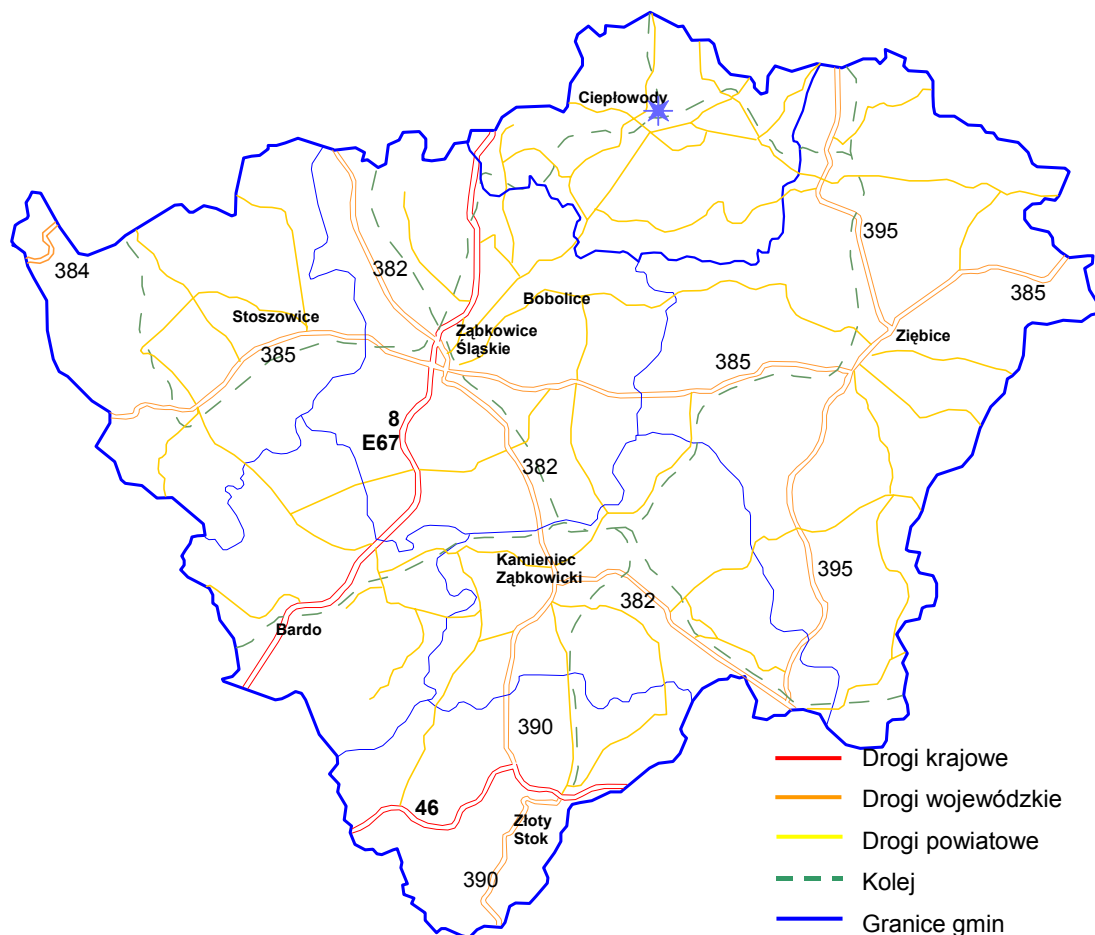 Ciepłowody
395
384
382
385
Bobolice
Stoszowice
Ząbkowice
Śląskie
Ziębice
385
385
8
E67
382
Kamieniec
Ząbkowicki
395
382
Bardo
390
46
Złoty
Stok
390
Drogi krajowe
Drogi wojewódzkie
Drogi powiatowe
Kolej
Granice gmin